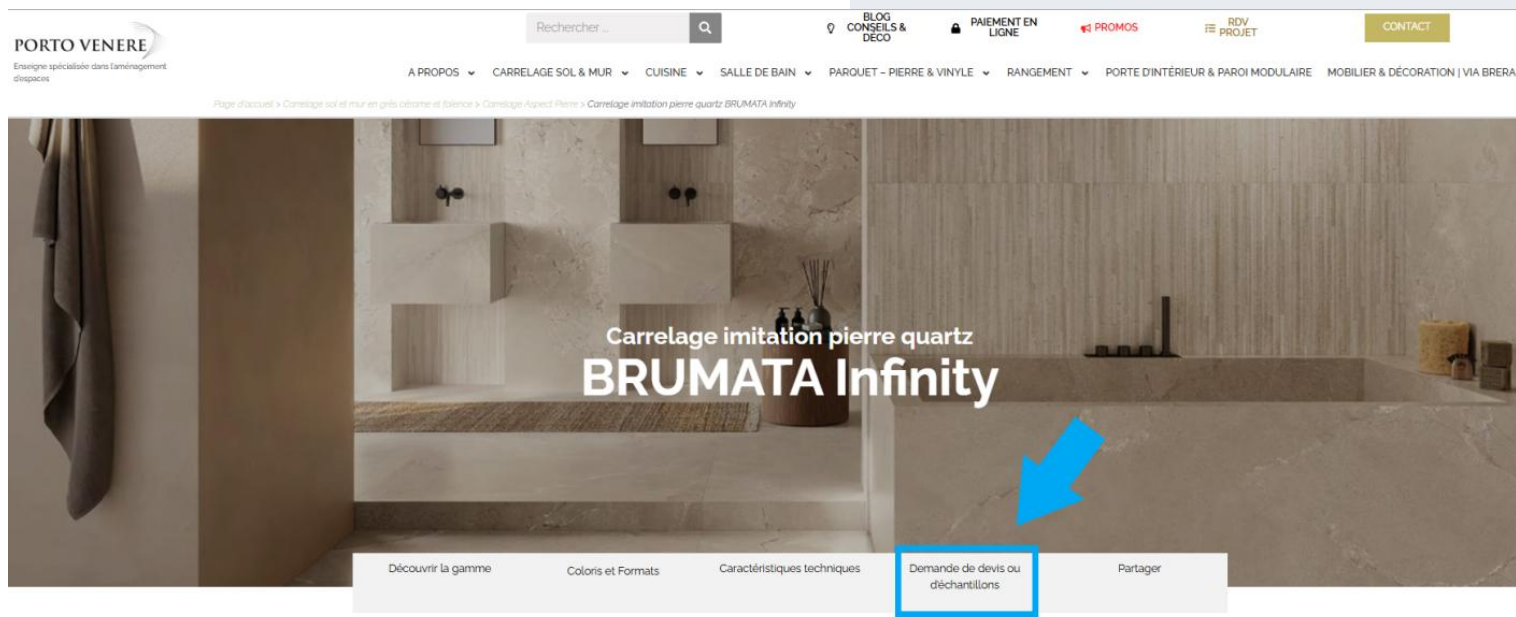 PORTO VENERE
Enseigne spécialisée dans l'aménagement
d'espaces
Rechercher ...
BLOG
CONSEILS &
DÉCO
PAIEMENT EN
LIGNE
PROMOS
RDV
PROJET
CONTACT
A PROPOS
CARRELAGE SOL & MUR
CUISINE
SALLE DE BAIN
PARQUET – PIERRE & VINYLE
RANGEMENT
PORTE D'INTÉRIEUR & PAROI MODULAIRE
MOBILIER & DÉCORATION | VIA BRERA
Page d'accueil > Carrelage sol et mur en grès cérame et faïence > Carrelage Aspect Pierre > Carrelage imitation pierre quartz BRUMATA Infinity
Carrelage imitation pierre quartz
BRUMATA Infinity
Découvrir la gamme
Coloris et Formats
Caractéristiques techniques
Demande de devis ou
d'échantillons
Partager